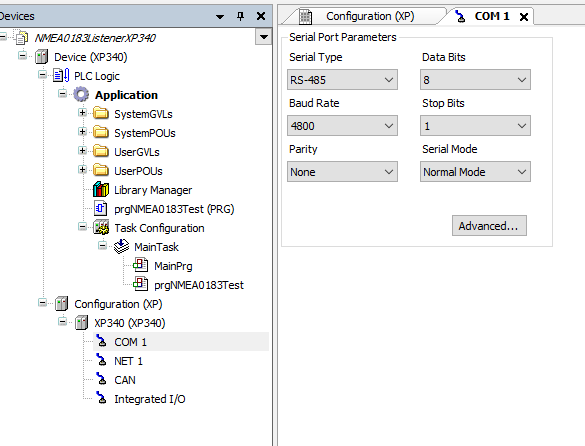 Devices
NMEA0183ListenerXP340
Device (XP340)
PLC Logic
Application
SystemGVLs
SystemPOUs
UserGVLs
UserPOUs
Library Manager
prgNMEA0183Test (PRG)
Task Configuration
MainTask
MainPrg
prgNMEA0183Test
Configuration (XP)
XP340 (XP340)
COM 1
NET 1
CAN
Integrated I/O
Configuration (XP)
COM 1
Serial Port Parameters
Serial Type
Data Bits
RS-485
8
Baud Rate
Stop Bits
4800
1
Parity
Serial Mode
None
Normal Mode
Advanced...